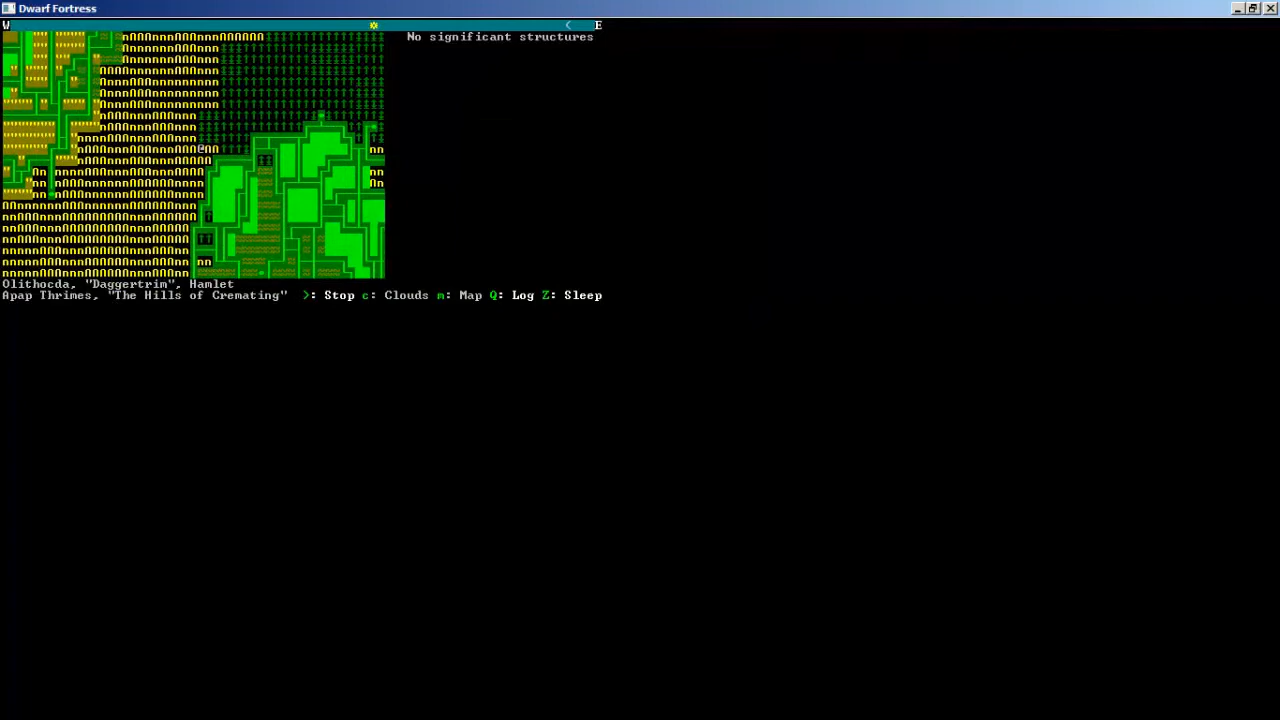 Dwarf Fortress
W E
No significant structures
Olithocda, "Daggertrim", Hamlet
Apap Thrimes, "The Hills of Cremating" >: Stop c: Clouds m: Map Q: Log Z: Sleep